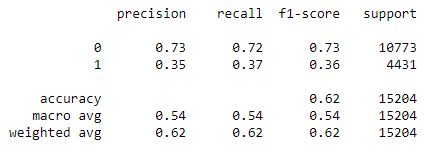 precision recall f1-score support
0 0.73 0.72 0.73 10773
1 0.35 0.37 0.36 4431
accuracy 0.62 15204
macro avg 0.54 0.54 0.54 15204
weighted avg 0.62 0.62 0.62 15204